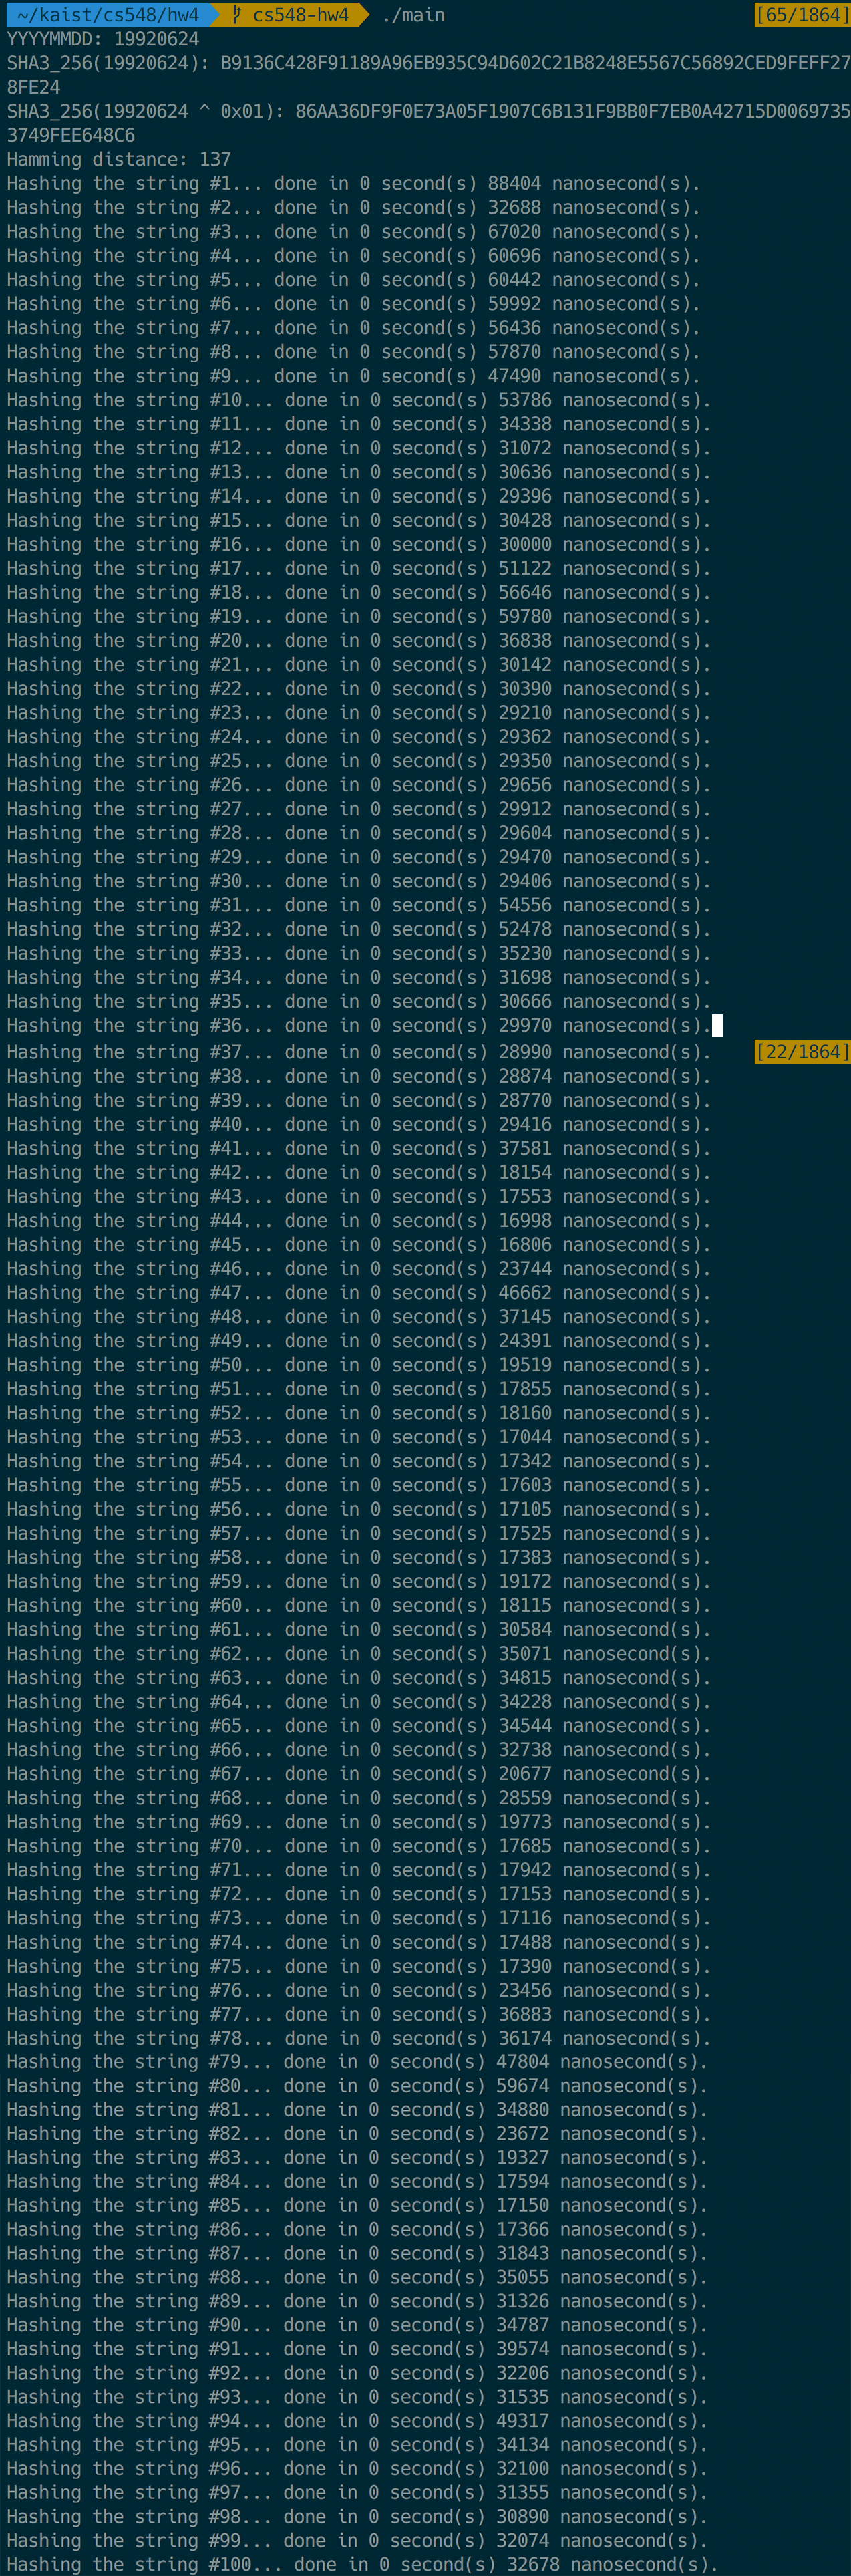 ~/kaist/cs548/hw4 cs548-hw4 ./main [65/1864]
YYYYMMDD: 19920624
SHA3_256(19920624): B9136C428F91189A96EB935C94D602C21B8248E5567C56892CED9FEFF27
8FE24
SHA3_256(19920624 ^ 0x01): 86AA36DF9F0E73A05F1907C6B131F9BB0F7EB0A42715D0069735
3749FEE648C6
Hamming distance: 137
Hashing the string #1... done in 0 second(s) 88404 nanosecond(s).
Hashing the string #2... done in 0 second(s) 32688 nanosecond(s).
Hashing the string #3... done in 0 second(s) 67020 nanosecond(s).
Hashing the string #4... done in 0 second(s) 60696 nanosecond(s).
Hashing the string #5... done in 0 second(s) 60442 nanosecond(s).
Hashing the string #6... done in 0 second(s) 59992 nanosecond(s).
Hashing the string #7... done in 0 second(s) 56436 nanosecond(s).
Hashing the string #8... done in 0 second(s) 57870 nanosecond(s).
Hashing the string #9... done in 0 second(s) 47490 nanosecond(s).
Hashing the string #10... done in 0 second(s) 53786 nanosecond(s).
Hashing the string #11... done in 0 second(s) 34338 nanosecond(s).
Hashing the string #12... done in 0 second(s) 31072 nanosecond(s).
Hashing the string #13... done in 0 second(s) 30636 nanosecond(s).
Hashing the string #14... done in 0 second(s) 29396 nanosecond(s).
Hashing the string #15... done in 0 second(s) 30428 nanosecond(s).
Hashing the string #16... done in 0 second(s) 30000 nanosecond(s).
Hashing the string #17... done in 0 second(s) 51122 nanosecond(s).
Hashing the string #18... done in 0 second(s) 56646 nanosecond(s).
Hashing the string #19... done in 0 second(s) 59780 nanosecond(s).
Hashing the string #20... done in 0 second(s) 36838 nanosecond(s).
Hashing the string #21... done in 0 second(s) 30142 nanosecond(s).
Hashing the string #22... done in 0 second(s) 30390 nanosecond(s).
Hashing the string #23... done in 0 second(s) 29210 nanosecond(s).
Hashing the string #24... done in 0 second(s) 29362 nanosecond(s).
Hashing the string #25... done in 0 second(s) 29350 nanosecond(s).
Hashing the string #26... done in 0 second(s) 29656 nanosecond(s).
Hashing the string #27... done in 0 second(s) 29912 nanosecond(s).
Hashing the string #28... done in 0 second(s) 29604 nanosecond(s).
Hashing the string #29... done in 0 second(s) 29470 nanosecond(s).
Hashing the string #30... done in 0 second(s) 29406 nanosecond(s).
Hashing the string #31... done in 0 second(s) 54556 nanosecond(s).
Hashing the string #32... done in 0 second(s) 52478 nanosecond(s).
Hashing the string #33... done in 0 second(s) 35230 nanosecond(s).
Hashing the string #34... done in 0 second(s) 31698 nanosecond(s).
Hashing the string #35... done in 0 second(s) 30666 nanosecond(s).
Hashing the string #36... done in 0 second(s) 29970 nanosecond(s).
Hashing the string #37... done in 0 second(s) 28990 nanosecond(s). [22/1864]
Hashing the string #38... done in 0 second(s) 28874 nanosecond(s).
Hashing the string #39... done in 0 second(s) 28770 nanosecond(s).
Hashing the string #40... done in 0 second(s) 29416 nanosecond(s).
Hashing the string #41... done in 0 second(s) 37581 nanosecond(s).
Hashing the string #42... done in 0 second(s) 18154 nanosecond(s).
Hashing the string #43... done in 0 second(s) 17553 nanosecond(s).
Hashing the string #44... done in 0 second(s) 16998 nanosecond(s).
Hashing the string #45... done in 0 second(s) 16806 nanosecond(s).
Hashing the string #46... done in 0 second(s) 23744 nanosecond(s).
Hashing the string #47... done in 0 second(s) 46662 nanosecond(s).
Hashing the string #48... done in 0 second(s) 37145 nanosecond(s).
Hashing the string #49... done in 0 second(s) 24391 nanosecond(s).
Hashing the string #50... done in 0 second(s) 19519 nanosecond(s).
Hashing the string #51... done in 0 second(s) 17855 nanosecond(s).
Hashing the string #52... done in 0 second(s) 18160 nanosecond(s).
Hashing the string #53... done in 0 second(s) 17044 nanosecond(s).
Hashing the string #54... done in 0 second(s) 17342 nanosecond(s).
Hashing the string #55... done in 0 second(s) 17603 nanosecond(s).
Hashing the string #56... done in 0 second(s) 17105 nanosecond(s).
Hashing the string #57... done in 0 second(s) 17525 nanosecond(s).
Hashing the string #58... done in 0 second(s) 17383 nanosecond(s).
Hashing the string #59... done in 0 second(s) 19172 nanosecond(s).
Hashing the string #60... done in 0 second(s) 18115 nanosecond(s).
Hashing the string #61... done in 0 second(s) 30584 nanosecond(s).
Hashing the string #62... done in 0 second(s) 35071 nanosecond(s).
Hashing the string #63... done in 0 second(s) 34815 nanosecond(s).
Hashing the string #64... done in 0 second(s) 34228 nanosecond(s).
Hashing the string #65... done in 0 second(s) 34544 nanosecond(s).
Hashing the string #66... done in 0 second(s) 32738 nanosecond(s).
Hashing the string #67... done in 0 second(s) 20677 nanosecond(s).
Hashing the string #68... done in 0 second(s) 28559 nanosecond(s).
Hashing the string #69... done in 0 second(s) 19773 nanosecond(s).
Hashing the string #70... done in 0 second(s) 17685 nanosecond(s).
Hashing the string #71... done in 0 second(s) 17942 nanosecond(s).
Hashing the string #72... done in 0 second(s) 17153 nanosecond(s).
Hashing the string #73... done in 0 second(s) 17116 nanosecond(s).
Hashing the string #74... done in 0 second(s) 17488 nanosecond(s).
Hashing the string #75... done in 0 second(s) 17390 nanosecond(s).
Hashing the string #76... done in 0 second(s) 23456 nanosecond(s).
Hashing the string #77... done in 0 second(s) 36883 nanosecond(s).
Hashing the string #78... done in 0 second(s) 36174 nanosecond(s).
Hashing the string #79... done in 0 second(s) 47804 nanosecond(s).
Hashing the string #80... done in 0 second(s) 59674 nanosecond(s).
Hashing the string #81... done in 0 second(s) 34880 nanosecond(s).
Hashing the string #82... done in 0 second(s) 23672 nanosecond(s).
Hashing the string #83... done in 0 second(s) 19327 nanosecond(s).
Hashing the string #84... done in 0 second(s) 17594 nanosecond(s).
Hashing the string #85... done in 0 second(s) 17150 nanosecond(s).
Hashing the string #86... done in 0 second(s) 17366 nanosecond(s).
Hashing the string #87... done in 0 second(s) 31843 nanosecond(s).
Hashing the string #88... done in 0 second(s) 35055 nanosecond(s).
Hashing the string #89... done in 0 second(s) 31326 nanosecond(s).
Hashing the string #90... done in 0 second(s) 34787 nanosecond(s).
Hashing the string #91... done in 0 second(s) 39574 nanosecond(s).
Hashing the string #92... done in 0 second(s) 32206 nanosecond(s).
Hashing the string #93... done in 0 second(s) 31535 nanosecond(s).
Hashing the string #94... done in 0 second(s) 49317 nanosecond(s).
Hashing the string #95... done in 0 second(s) 34134 nanosecond(s).
Hashing the string #96... done in 0 second(s) 32100 nanosecond(s).
Hashing the string #97... done in 0 second(s) 31355 nanosecond(s).
Hashing the string #98... done in 0 second(s) 30890 nanosecond(s).
Hashing the string #99... done in 0 second(s) 32074 nanosecond(s).
Hashing the string #100... done in 0 second(s) 32678 nanosecond(s).